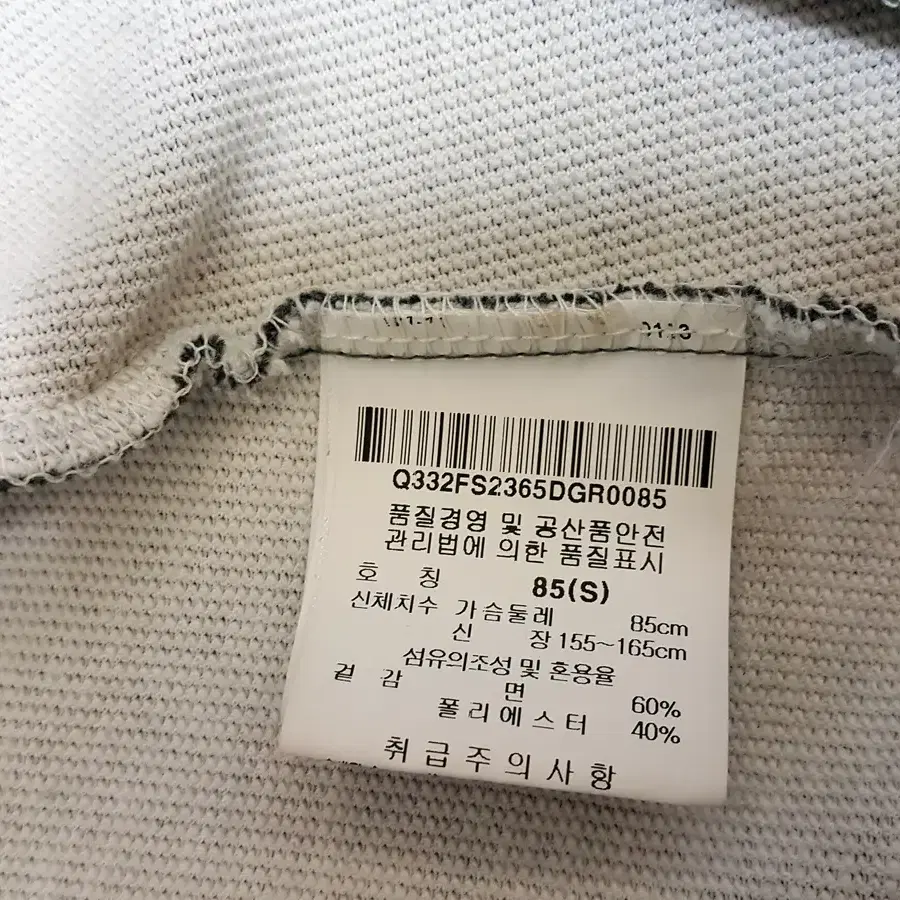 Q332FS2365DGR0085
품질경영 및 공산품안전
관리법에 의한 품질표시
호 칭 85(S)
신체치수 가슴둘레 85cm
신 장 155~165cm
섬유의조성 및 혼용율
겉 감 면 60%
폴리에스터 40%
취급주의사항